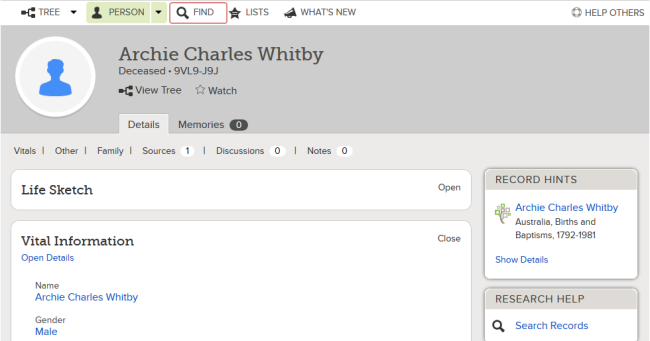 TREE PERSON FIND LISTS WHAT'S NEW HELP OTHERS
Archie Charles Whitby
Deceased • 9VL9-J9J
View Tree Watch
Details Memories 0
Vitals | Other | Family | Sources 1 | Discussions 0 | Notes 0
Life Sketch Open
Vital Information Close
Open Details
Name
Archie Charles Whitby
Gender
Male
RECORD HINTS
Archie Charles Whitby
Australia, Births and
Baptisms, 1792-1981
Show Details
RESEARCH HELP
Search Records